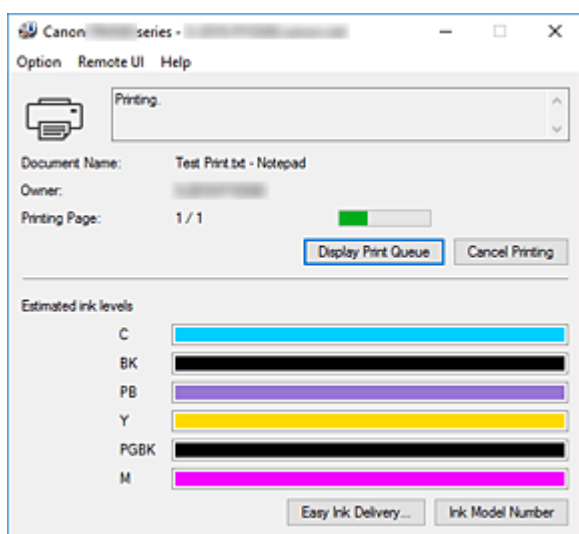 Canon series -
Option Remote UI Help
Printing.
Document Name: Test Print.txt - Notepad
Owner:
Printing Page: 1 / 1
Display Print Queue Cancel Printing
Estimated ink levels
C
BK
PB
Y
PGBK
M
Easy Ink Delivery... Ink Model Number